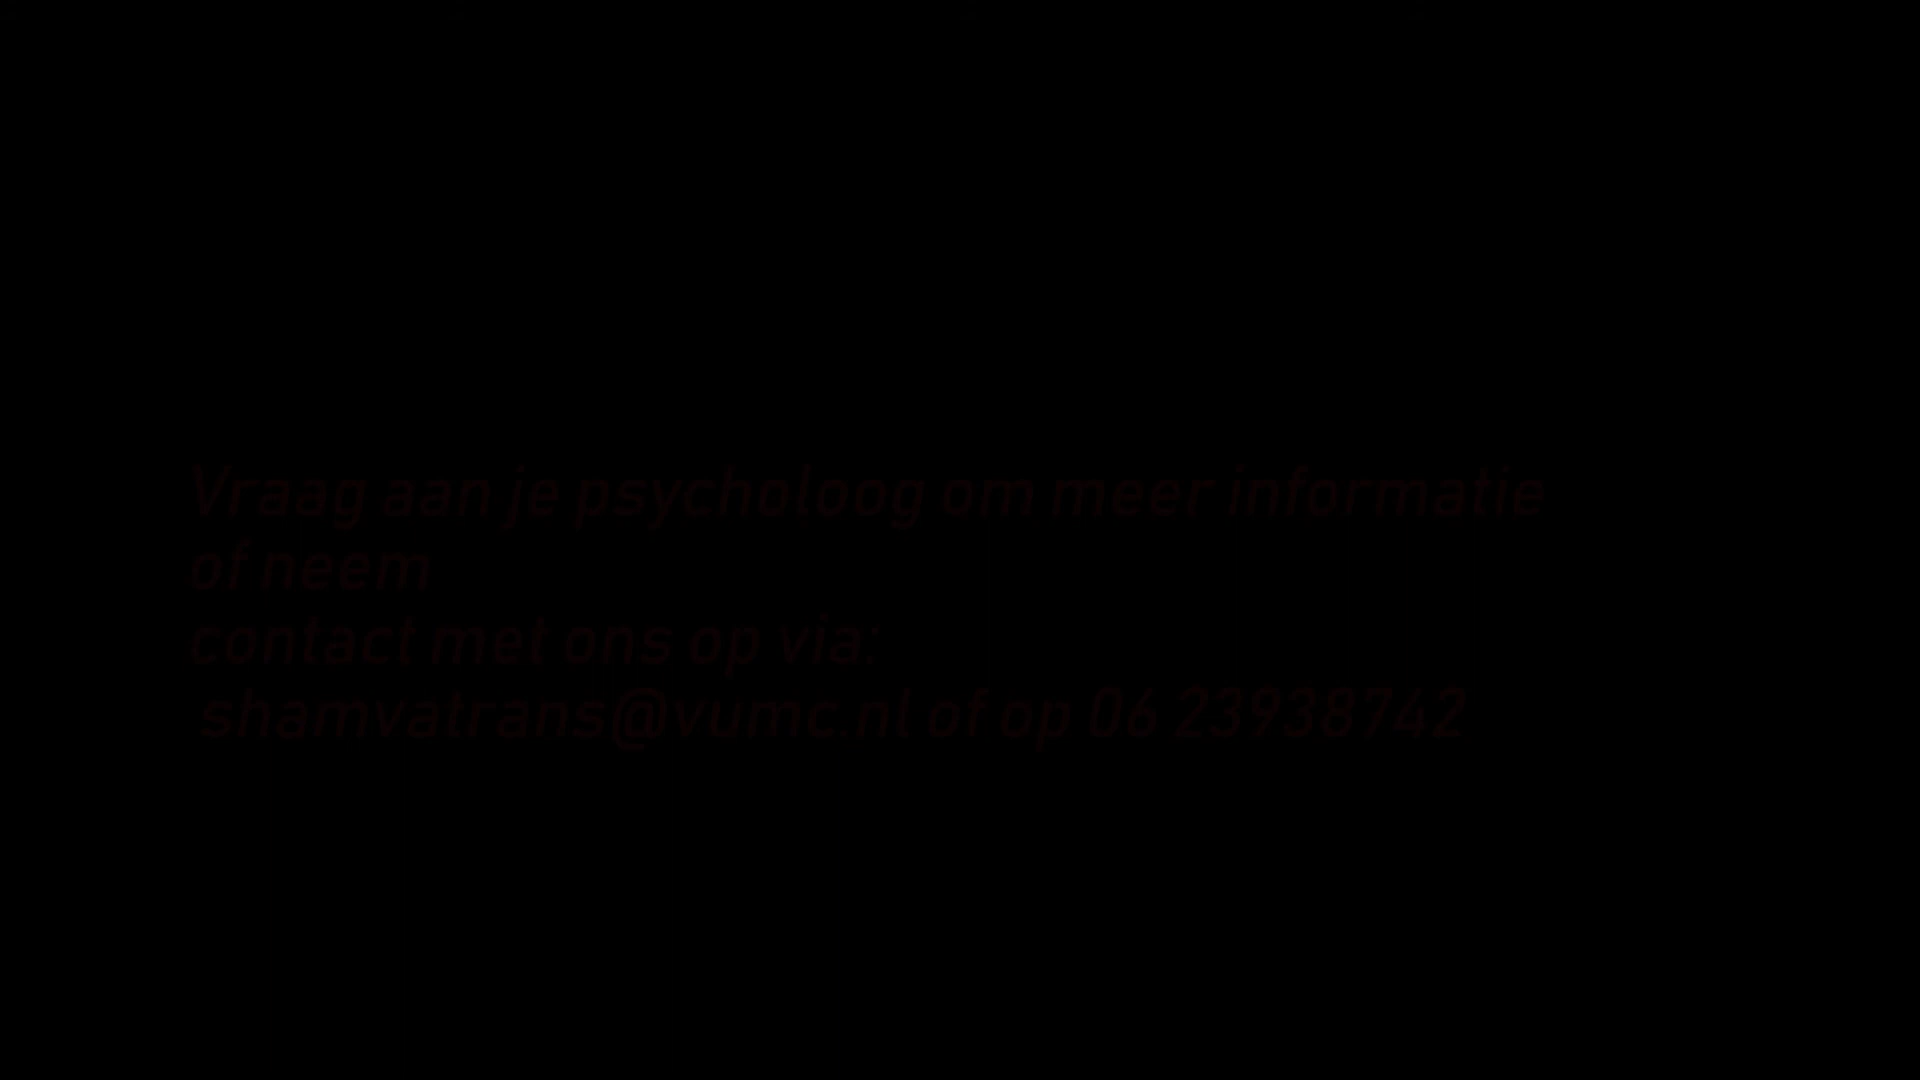 Vraag aan je psycholoog om meer informatie
of neem
contact met ons op via:
shamvatrans@vumc.nl of op 06 23938742